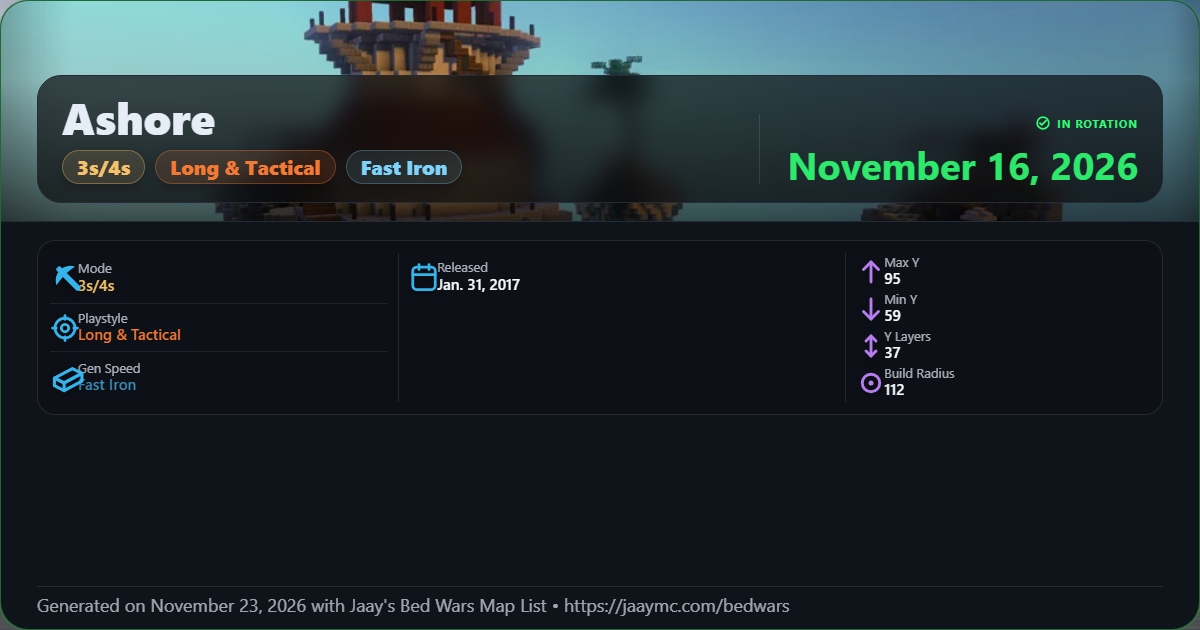 Ashore
3s/4s
Long & Tactical
Fast Iron
IN ROTATION
November 16, 2026
Mode
3s/4s
Playstyle
Long & Tactical
Gen Speed
Fast Iron
Released
Jan. 31, 2017
Max Y
95
Min Y
59
Y Layers
37
Build Radius
112
Generated on November 23, 2026 with Jaay's Bed Wars Map List • https://jaaymc.com/bedwars